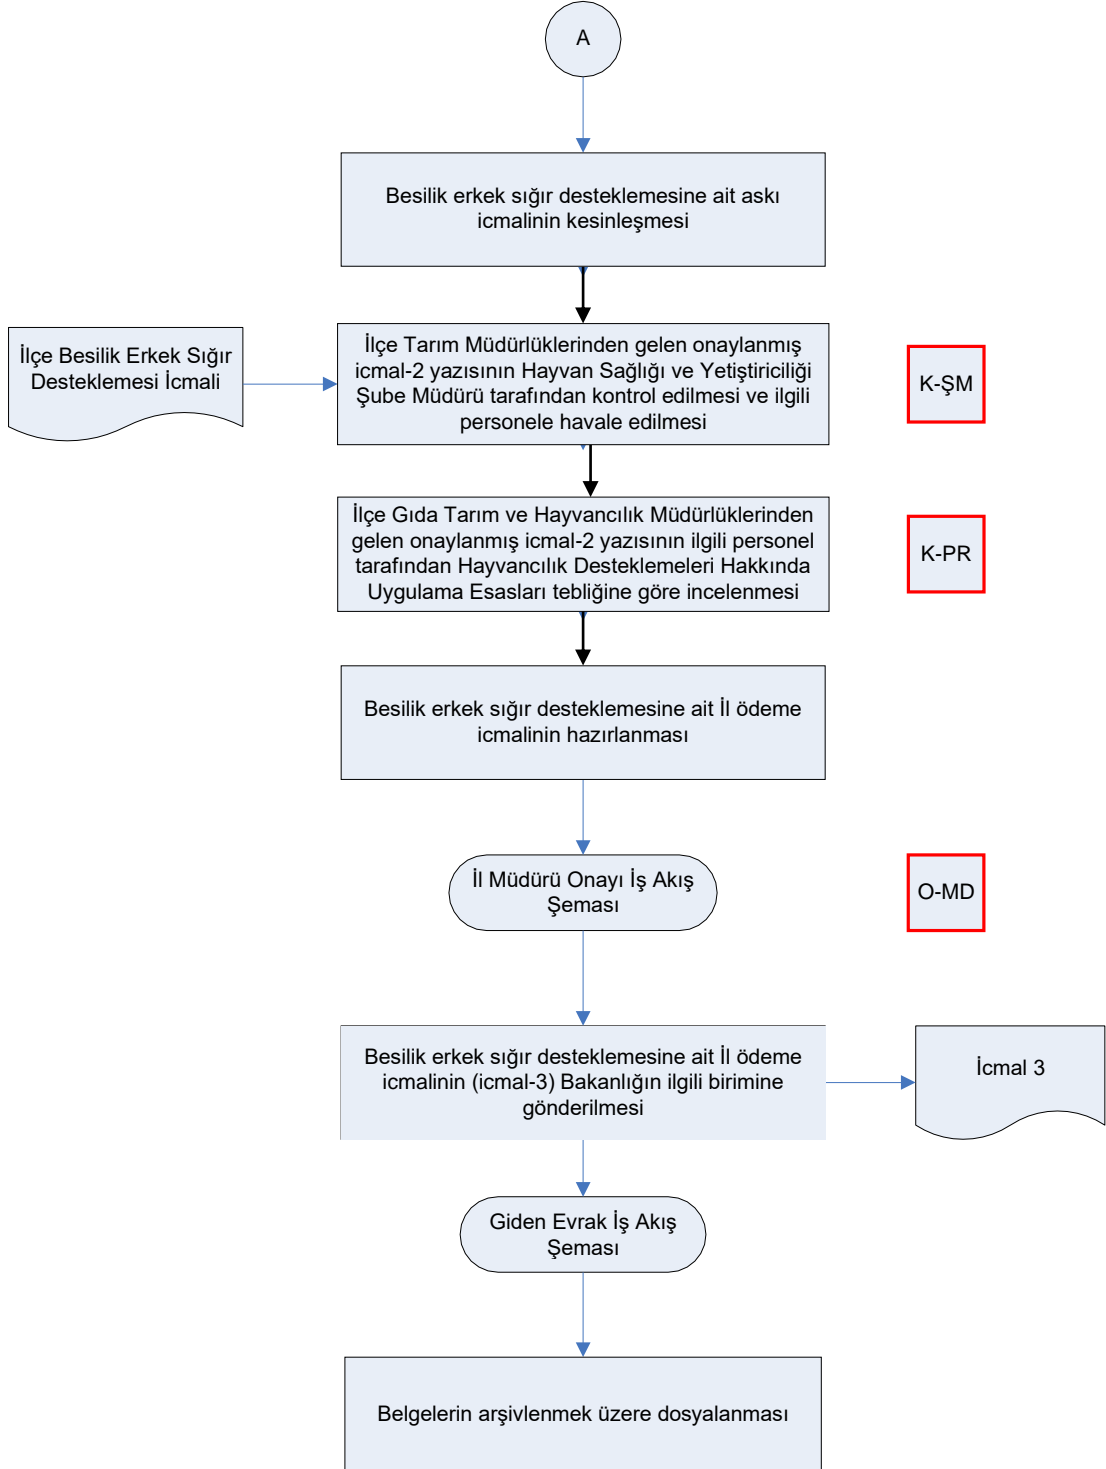 A
Besilik erkek sığır desteklemesine ait askı
icmalinin kesinleşmesi
İlçe Besilik Erkek Sığır
Desteklemesi İcmali
İlçe Tarım Müdürlüklerinden gelen onaylanmış
icmal-2 yazısının Hayvan Sağlığı ve Yetiştiriciliği
Şube Müdürü tarafından kontrol edilmesi ve ilgili
personele havale edilmesi
K-ŞM
İlçe Gıda Tarım ve Hayvancılık Müdürlüklerinden
gelen onaylanmış icmal-2 yazısının ilgili personel
tarafından Hayvancılık Desteklemeleri Hakkında
Uygulama Esasları tebliğine göre incelenmesi
K-PR
Besilik erkek sığır desteklemesine ait İl ödeme
icmalinin hazırlanması
İl Müdürü Onayı İş Akış
Şeması
O-MD
Besilik erkek sığır desteklemesine ait İl ödeme
icmalinin (icmal-3) Bakanlığın ilgili birimine
gönderilmesi
İcmal 3
Giden Evrak İş Akış
Şeması
Belgelerin arşivlenmek üzere dosyalanması